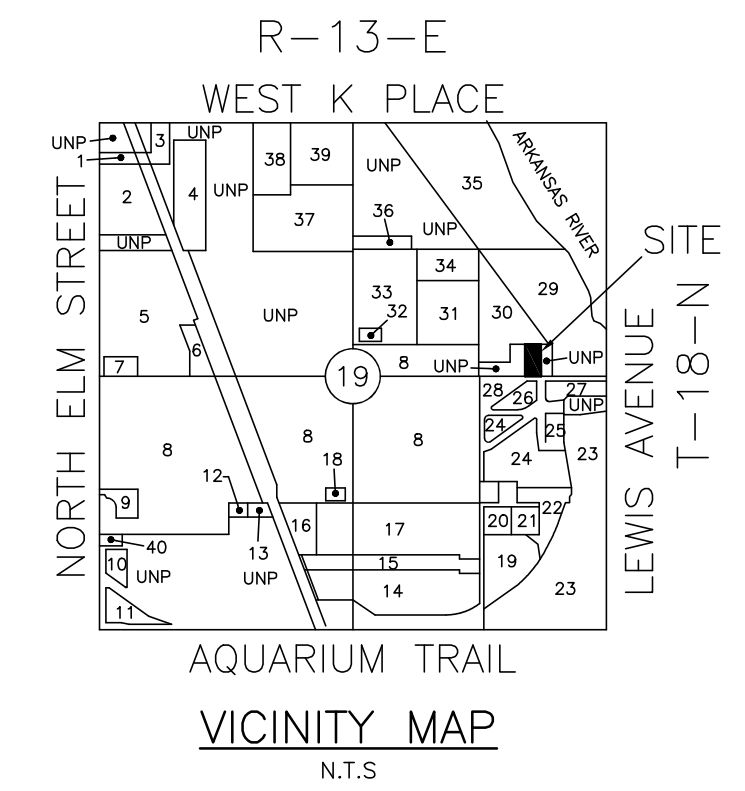 R-13-E
WEST K PLACE
UNP
3
UNP
1
38
39
UNP
35
ARKANSAS RIVER
2
4
UNP
37
36
UNP
SITE
UNP
34
33
29
5
UNP
32
31
30
6
7
8
UNP
UNP
19
NORTH ELM STREET
LEWIS AVENUE
T-18-N
28
26
27
UNP
8
8
8
24
25
23
24
12
18
9
22
13
16
17
20
21
40
10
UNP
UNP
15
19
14
23
11
AQUARIUM TRAIL
VICINITY MAP
N.T.S